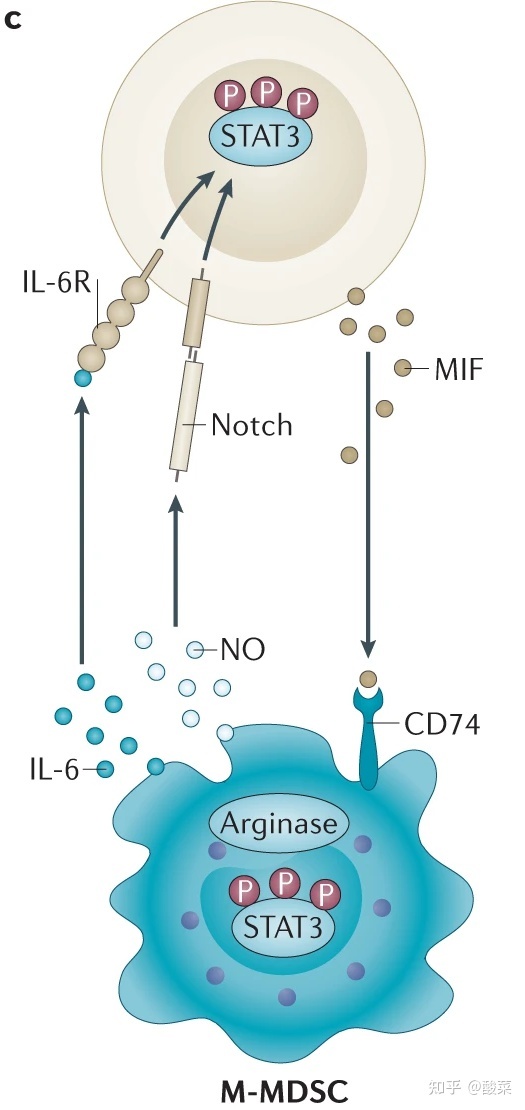 c
P P P
STAT3
IL-6R
MIF
Notch
NO
CD74
IL-6
Arginase
P P P
STAT3
M-MDSC
知乎 @酸菜